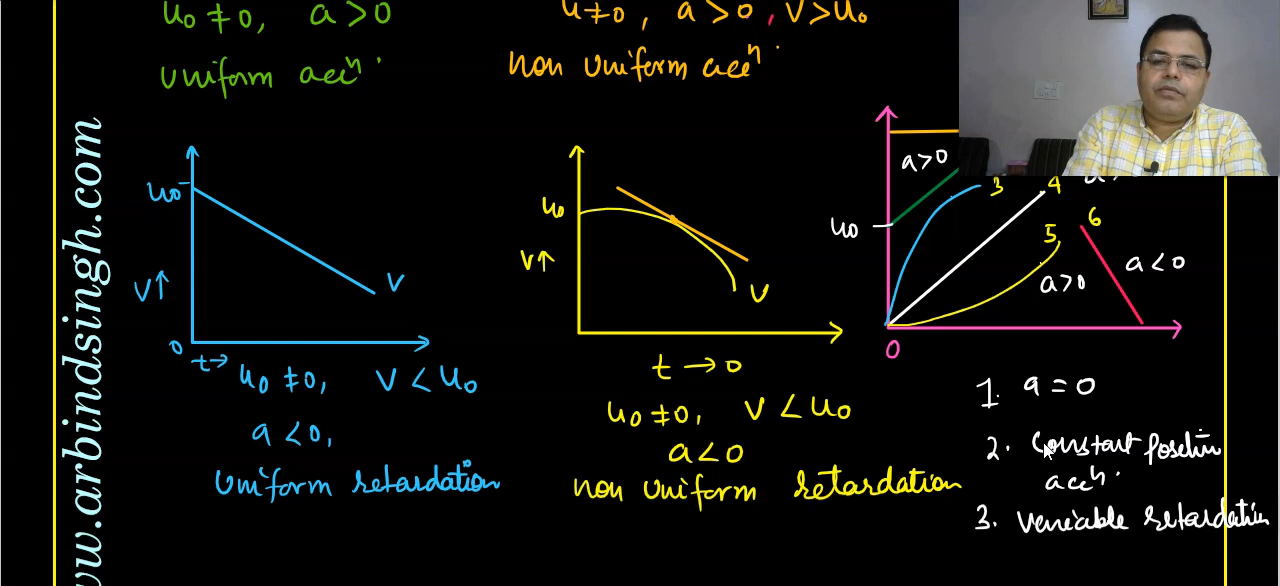 u₀ ≠ 0, a > 0
uniform accⁿ.
u ≠ 0, a > 0, v > u₀
non uniform accⁿ.
www.arbindsingh.com
u₀
v↑
v
0
t→
u₀ ≠ 0, v < u₀
a < 0,
uniform retardation
u₀
v↑
v
t → 0
u₀ ≠ 0, v < u₀
a < 0
non uniform retardation
a > 0
3
4
u₀
5
6
a < 0
a > 0
0
1. a = 0
2. constant
accⁿ.
3. retardation